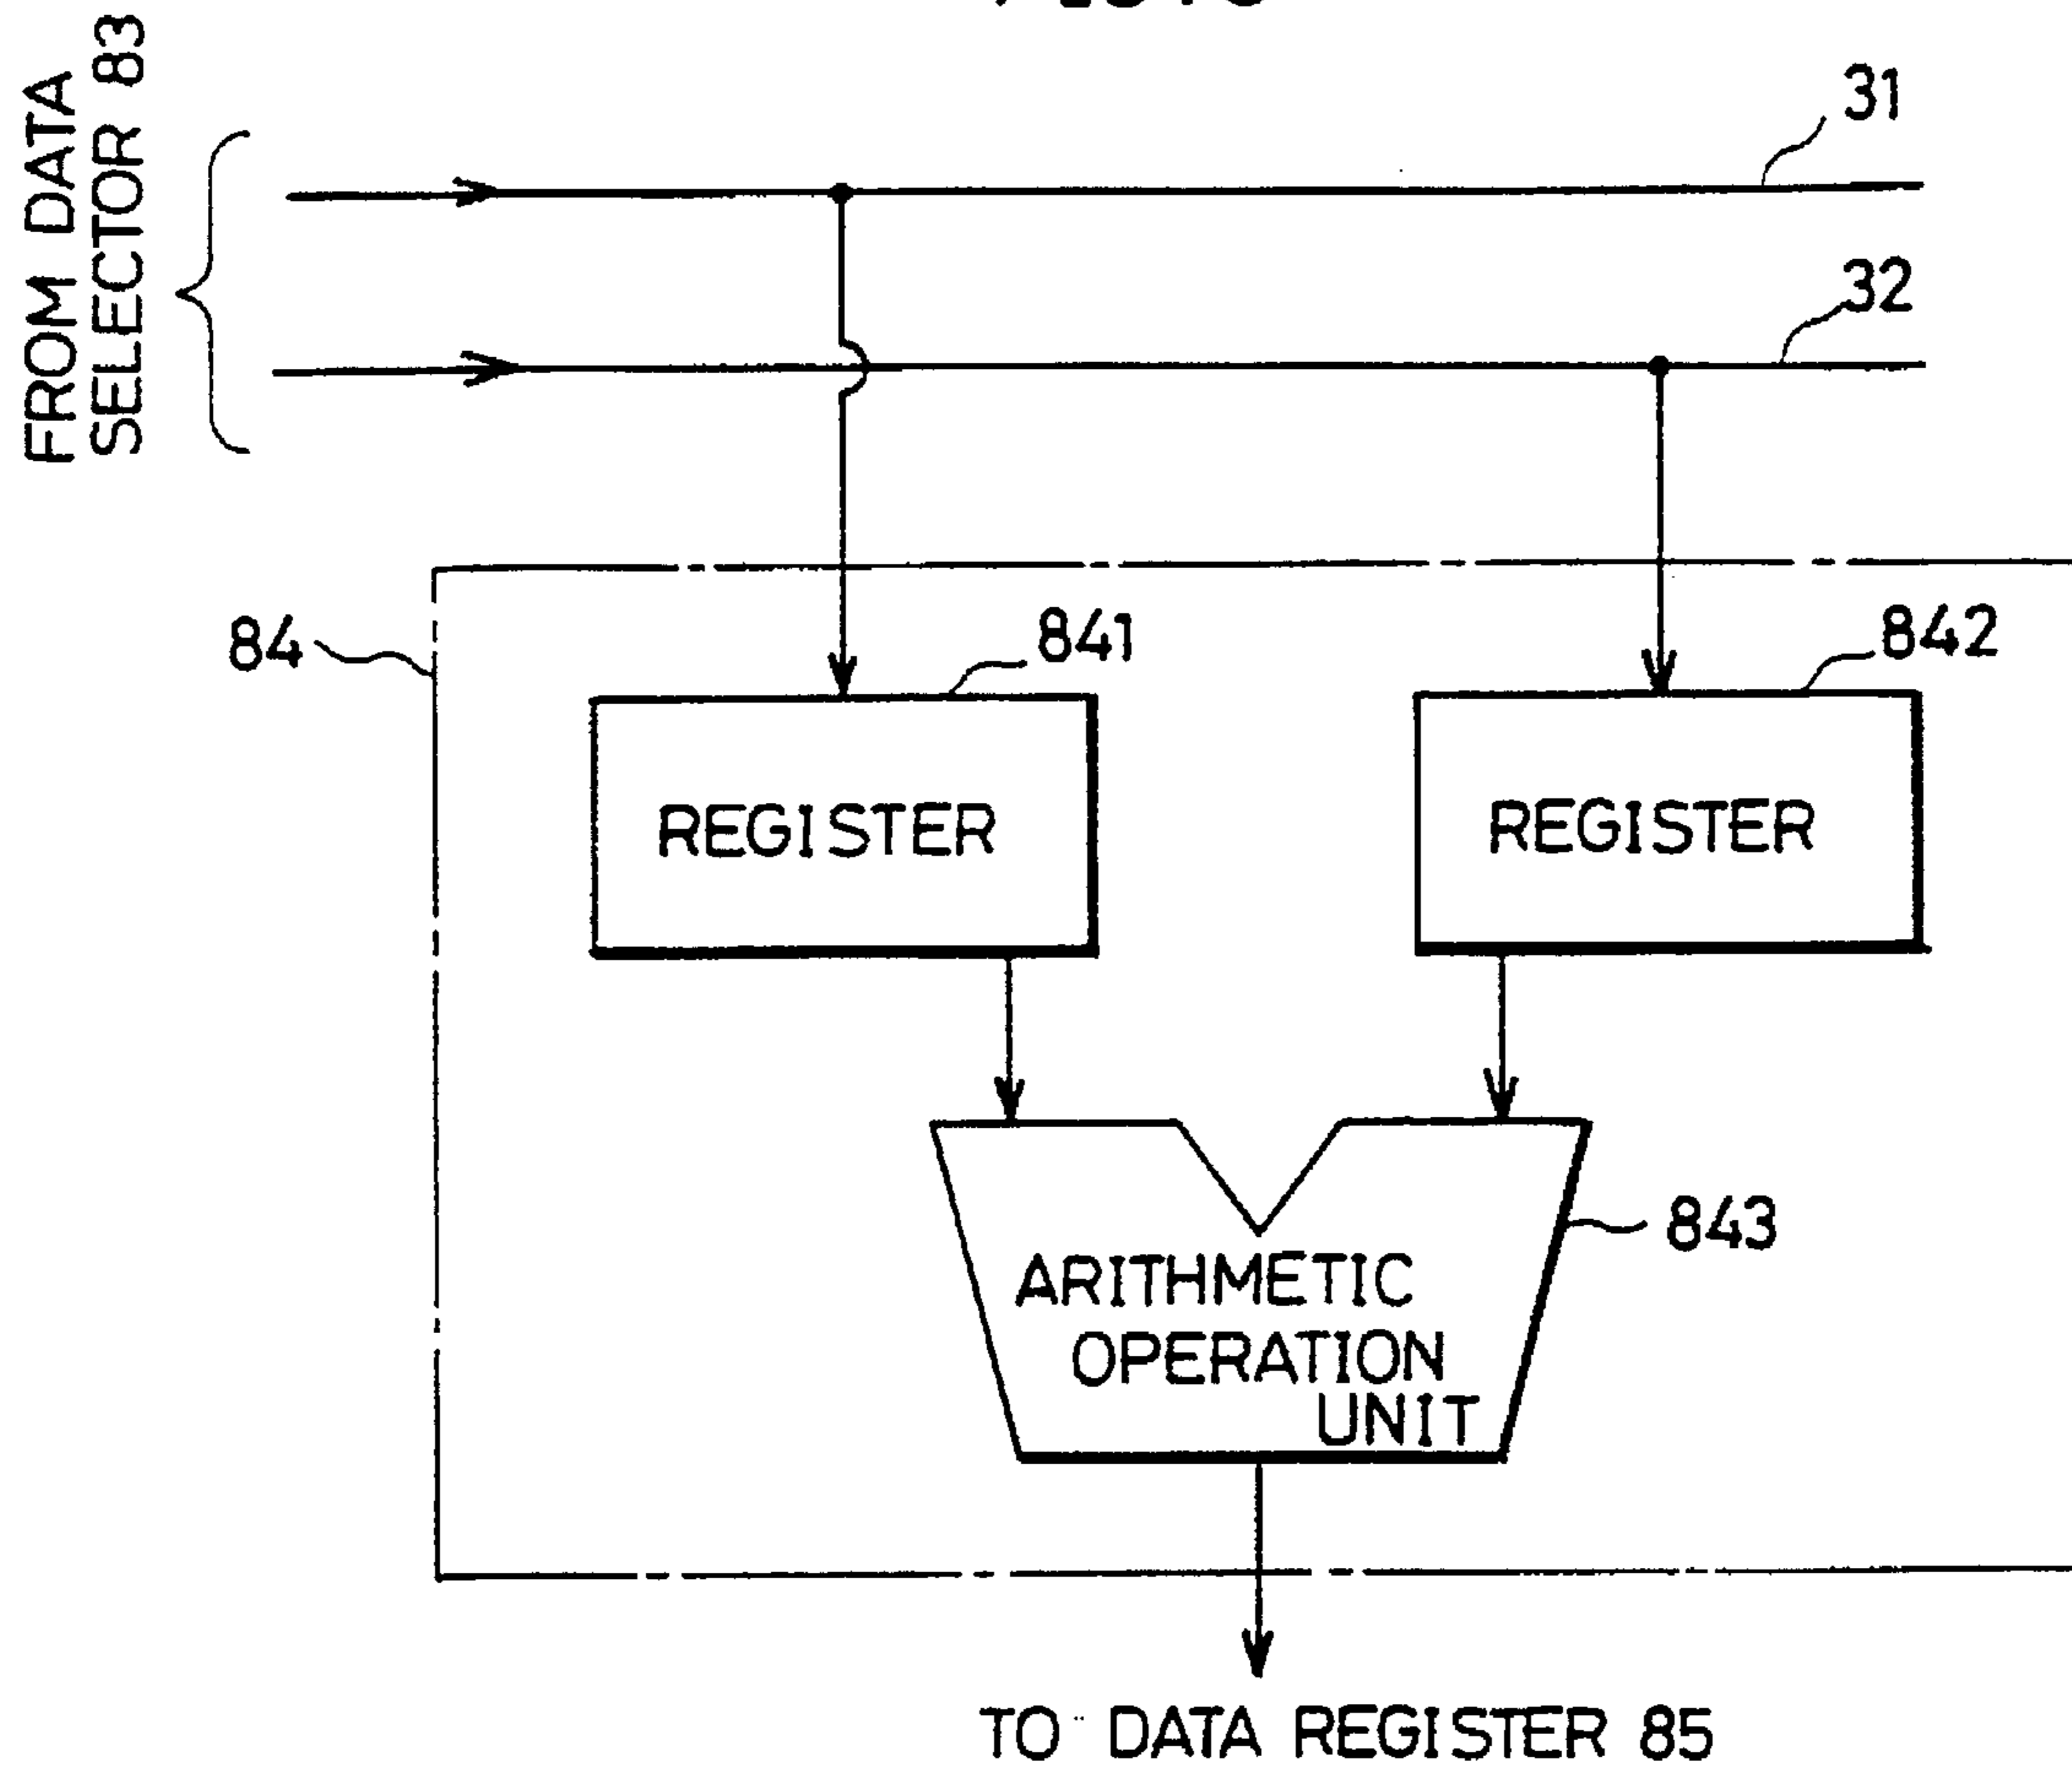 FROM DATA
SELECTOR 83
31
32
84
841
842
REGISTER
REGISTER
843
ARITHMETIC
OPERATION
UNIT
TO DATA REGISTER 85